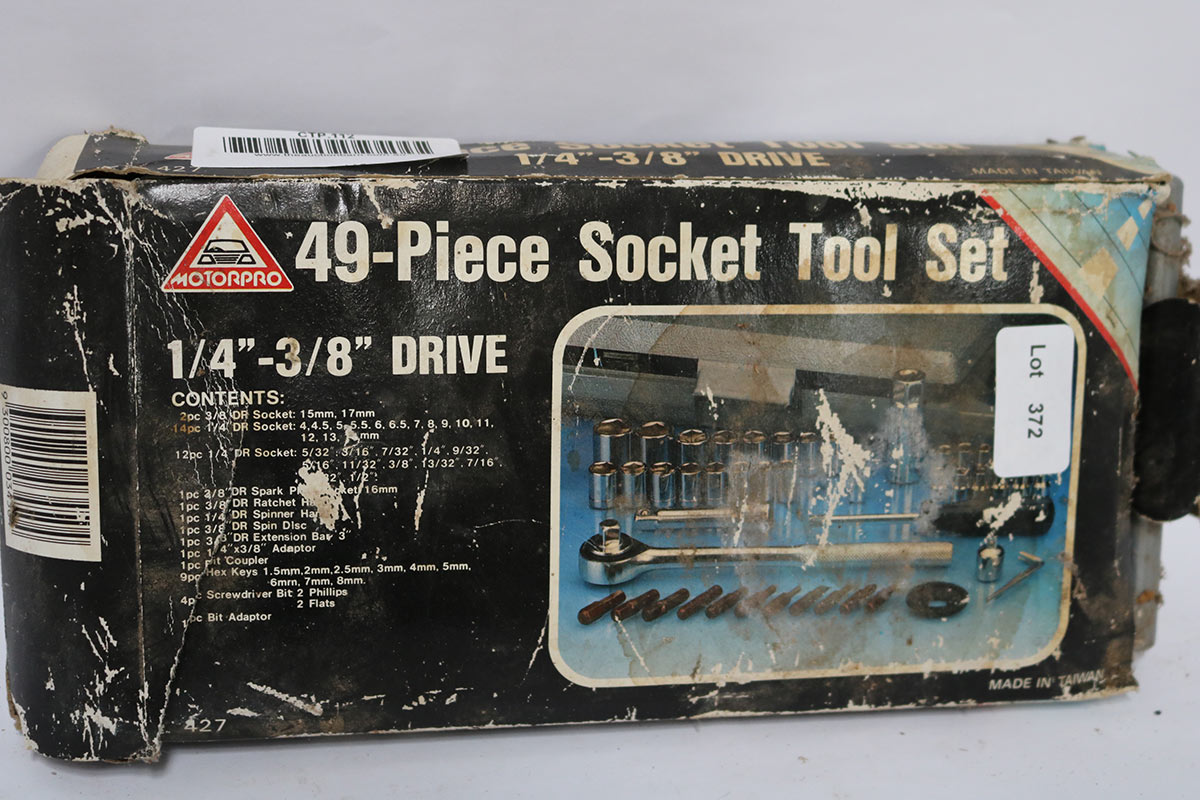 CTP 112
Socket Tool Set
427
1/4"-3/8" DRIVE
MADE IN TAIWAN
MOTORPRO
49-Piece Socket Tool Set
1/4"-3/8" DRIVE
CONTENTS:
2pc 3/8"DR Socket: 15mm, 17mm
14pc 1/4"DR Socket: 4,4.5, 5, 5.5. 6, 6.5, 7, 8, 9, 10, 11,
12, 13,
12pc 1/4"DR Socket: 5/32" 3/16" 7/32" 1/4" 9/32"
5/16" 11/32" 3/8" 13/32" 7/16"
1/2"
1pc 3/8"DR Spark 16mm
1pc 3/8"DR Ratchet
1pc 1/4"DR Spinner
1pc 3/8"DR Spin Disc
1pc 3/8"DR Extension Bar 3"
1pc 1/4"x3/8" Adaptor
1pc Bit Coupler
9pc Hex Keys 1.5mm,2mm,2.5mm, 3mm, 4mm, 5mm,
6mm, 7mm, 8mm.
4pc Screwdriver Bit 2 Phillips
2 Flats
1pc Bit Adaptor
Lot 372
MADE IN TAIWAN
427